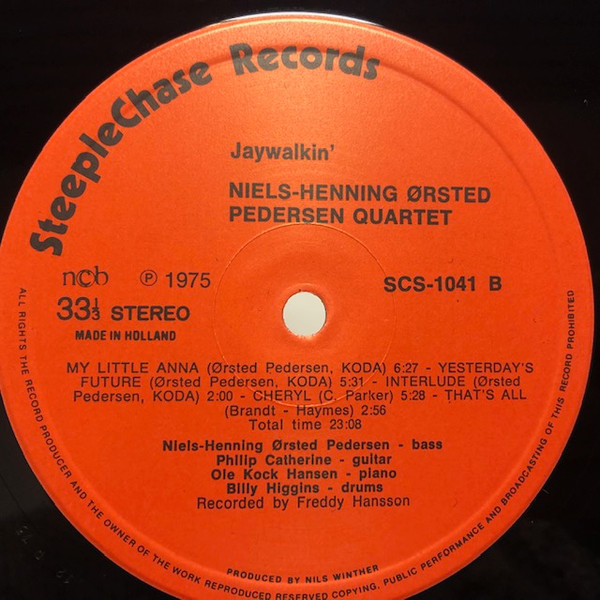 SteepleChase Records
Jaywalkin'
NIELS-HENNING ØRSTED
PEDERSEN QUARTET
ncb Ⓟ 1975
SCS-1041 B
33⅓ STEREO
MADE IN HOLLAND
MY LITTLE ANNA (Ørsted Pedersen, KODA) 6:27 - YESTERDAY'S
FUTURE (Ørsted Pedersen, KODA) 5:31 - INTERLUDE (Ørsted
Pedersen, KODA) 2:00 - CHERYL (C. Parker) 5:28 - THAT'S ALL
(Brandt - Haymes) 2:56
Total time 23:08
Niels-Henning Ørsted Pedersen - bass
Philip Catherine - guitar
Ole Kock Hansen - piano
Billy Higgins - drums
Recorded by Freddy Hansson
PRODUCED BY NILS WINTHER
ALL RIGHTS THE RECORD PRODUCER AND THE OWNER OF THE WORK REPRODUCED RESERVED COPYING, PUBLIC PERFORMANCE AND BROADCASTING OF THIS RECORD PROHIBITED